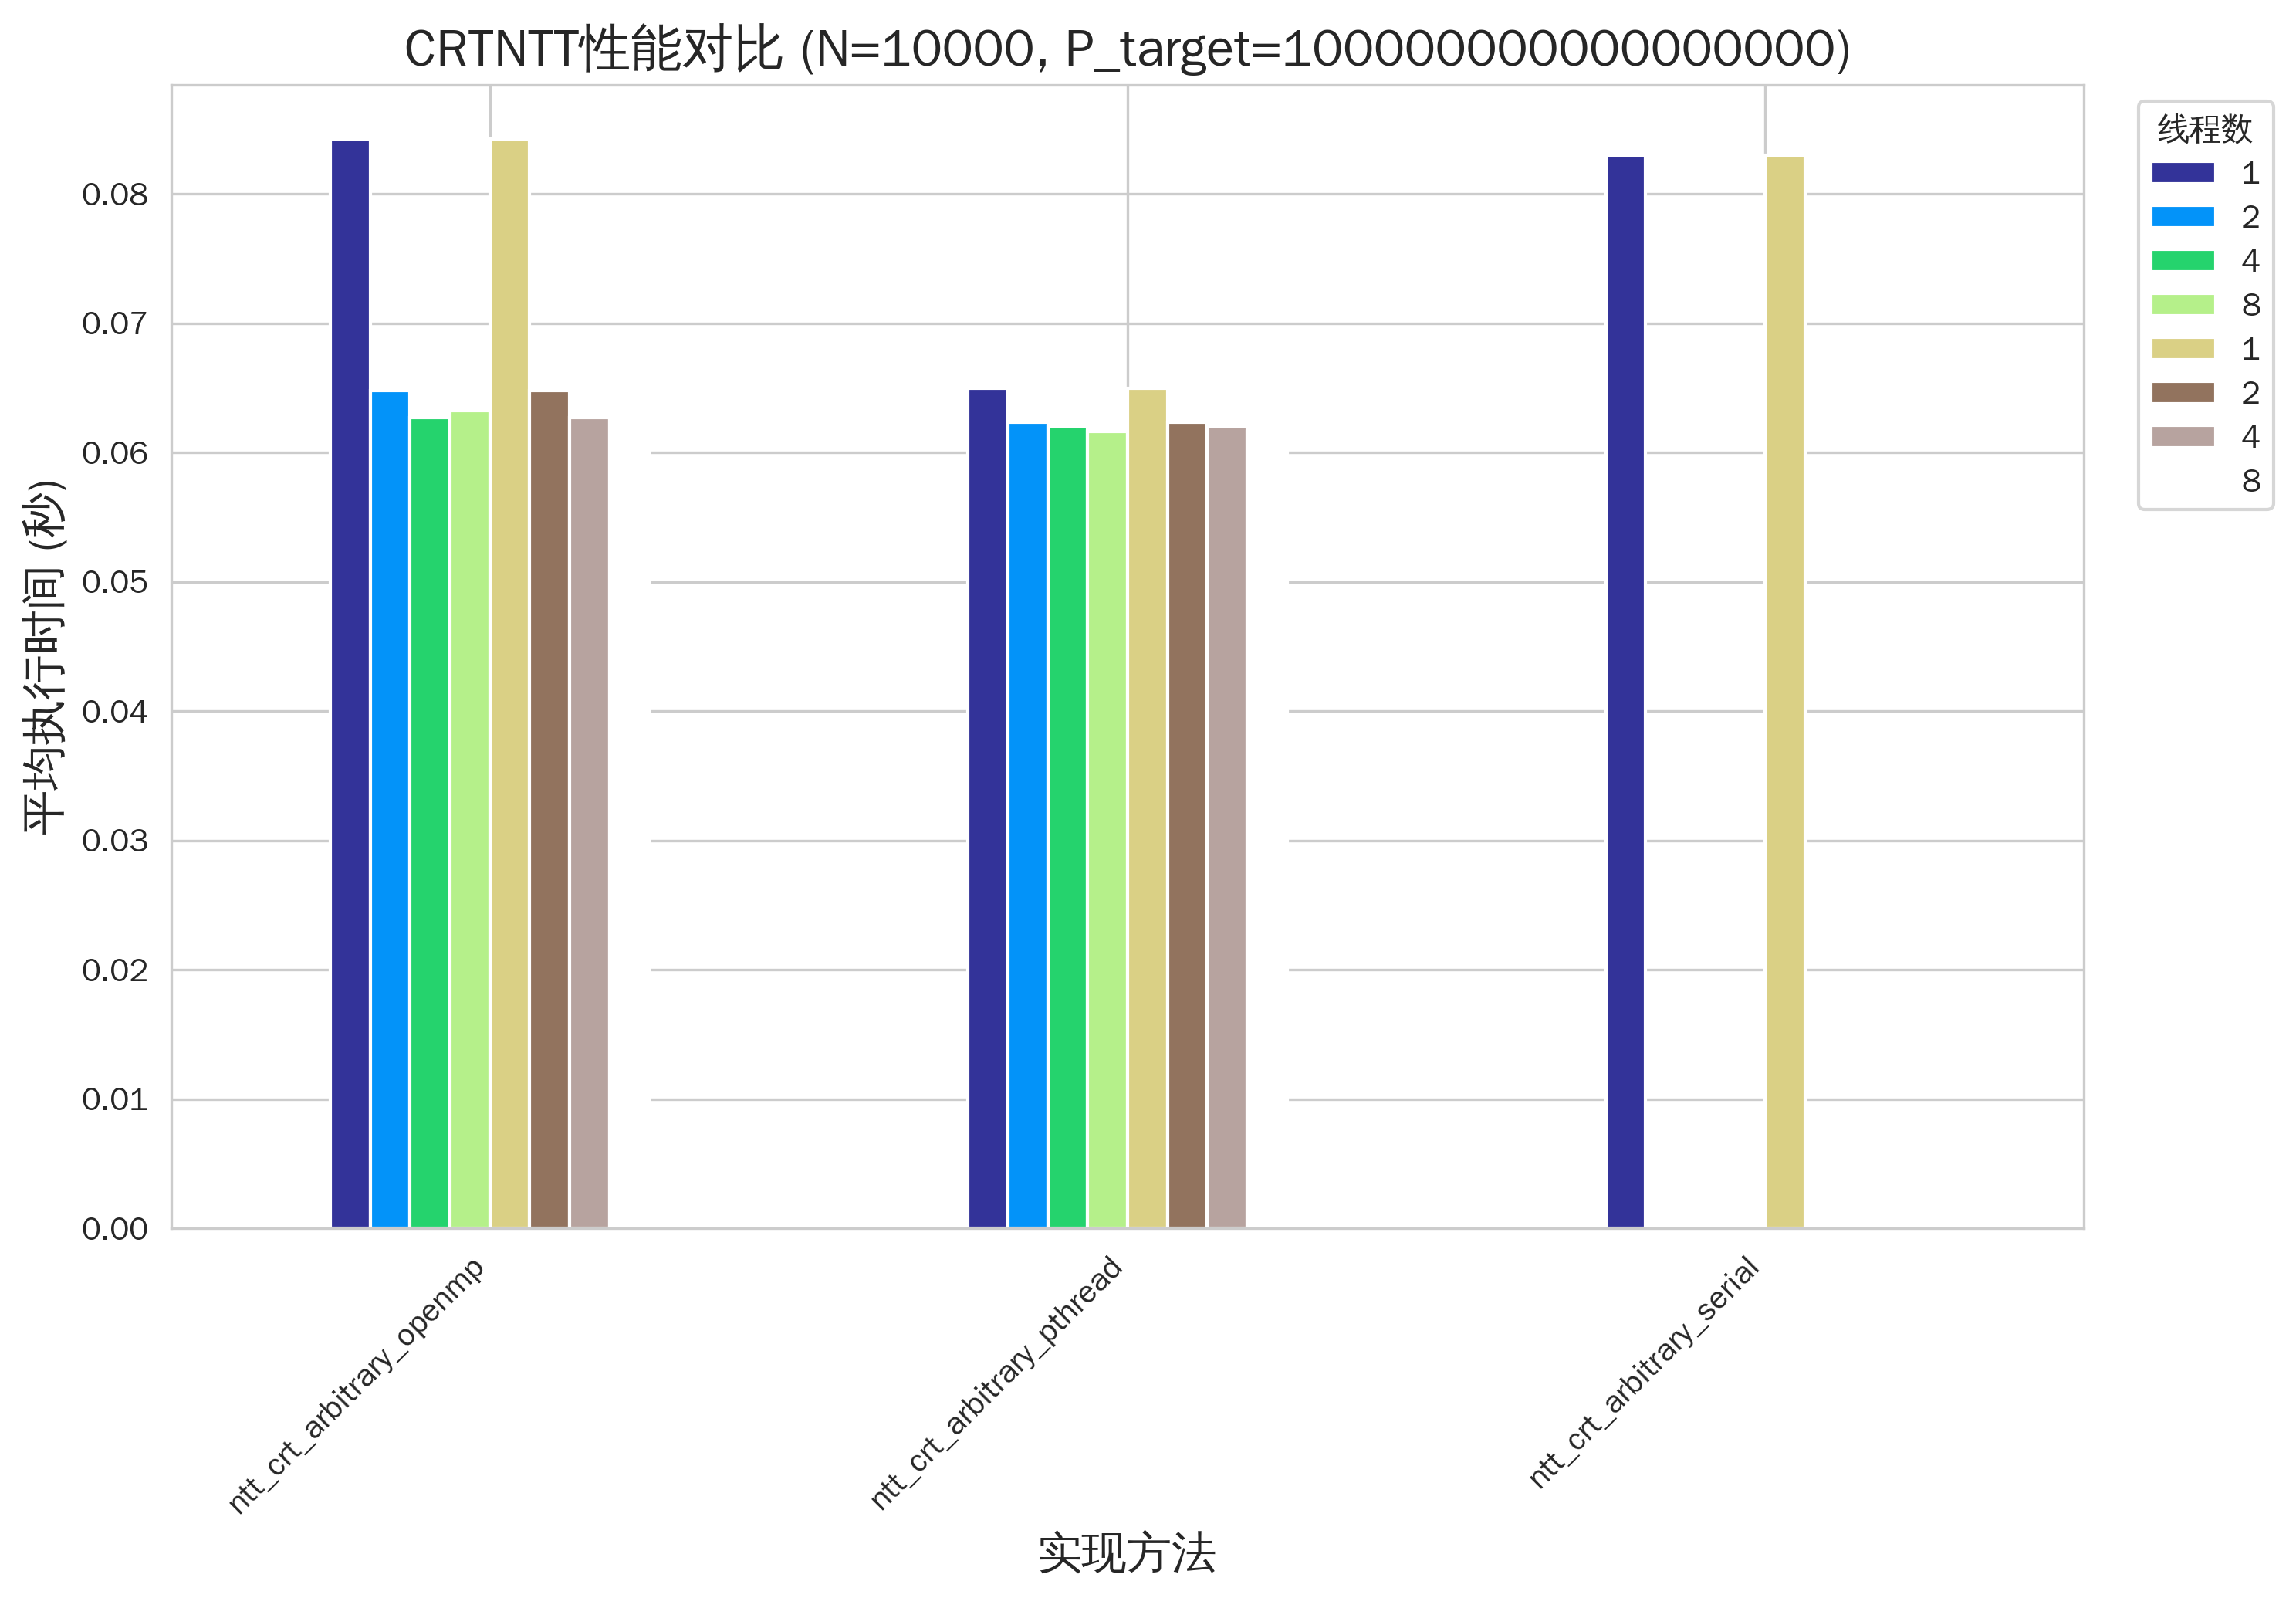 CRTNTT性能对比 (N=10000, P_target=100000000000000000)
平均执行时间 (秒)
0.08
0.07
0.06
0.05
0.04
0.03
0.02
0.01
0.00
线程数
1
2
4
8
1
2
4
8
ntt_crt_arbitrary_openmp
ntt_crt_arbitrary_pthread
ntt_crt_arbitrary_serial
实现方法